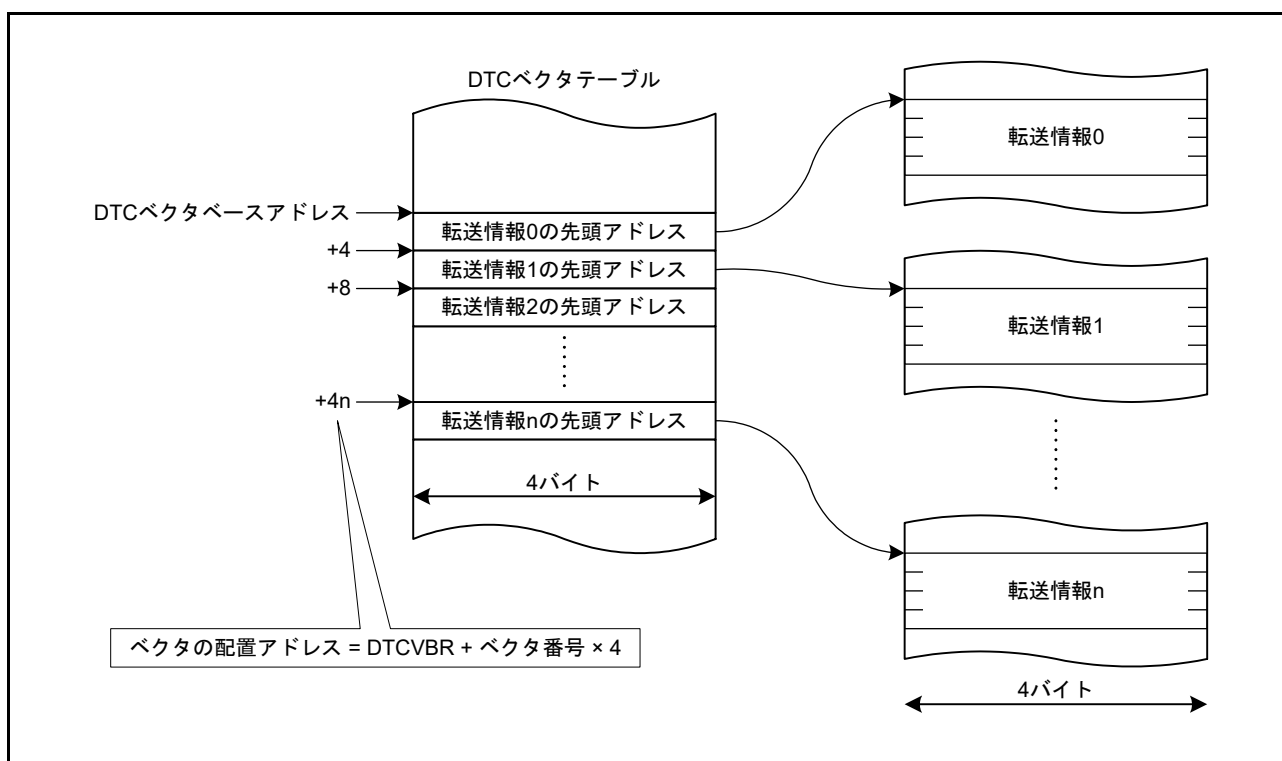 DTCベクタテーブル
DTCベクタベースアドレス
転送情報0の先頭アドレス
+4
転送情報1の先頭アドレス
+8
転送情報2の先頭アドレス
+4n
転送情報nの先頭アドレス
4バイト
ベクタの配置アドレス = DTCVBR + ベクタ番号 × 4
転送情報0
転送情報1
転送情報n
4バイト